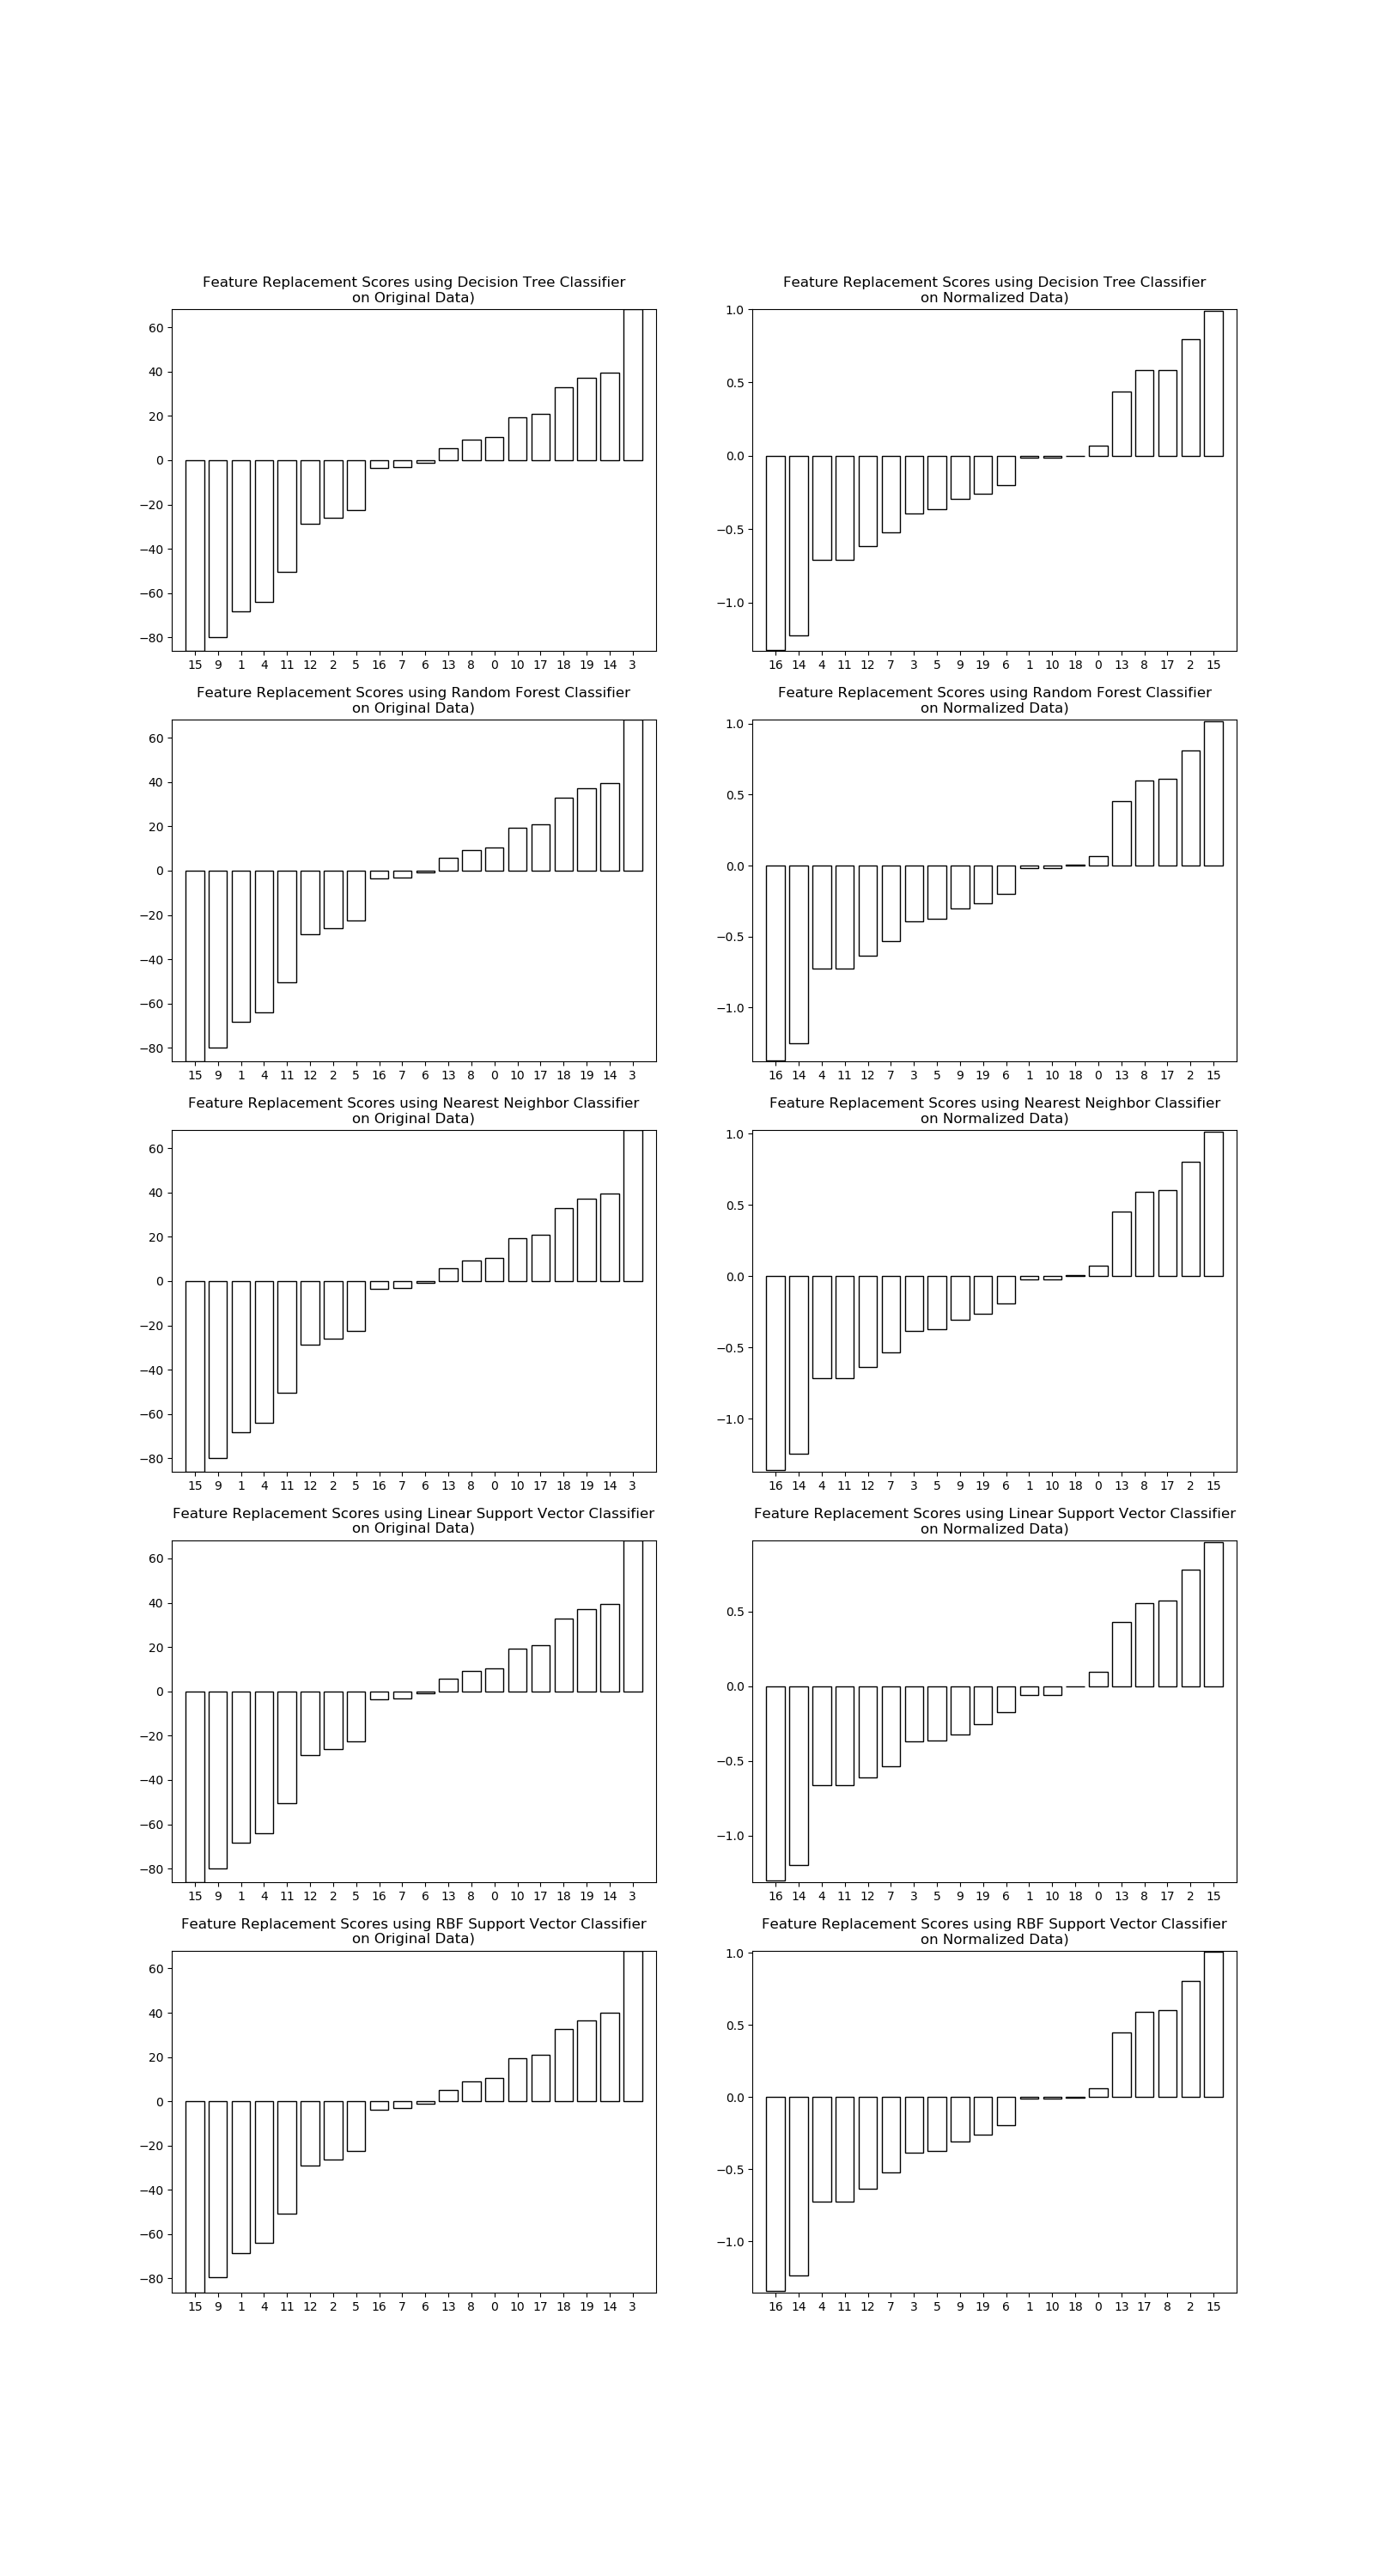 Feature Replacement Scores using Decision Tree Classifier
on Original Data)
60
40
20
0
−20
−40
−60
−80
15 9 1 4 11 12 2 5 16 7 6 13 8 0 10 17 18 19 14 3
Feature Replacement Scores using Decision Tree Classifier
on Normalized Data)
1.0
0.5
0.0
−0.5
−1.0
16 14 4 11 12 7 3 5 9 19 6 1 10 18 0 13 8 17 2 15
Feature Replacement Scores using Random Forest Classifier
on Original Data)
60
40
20
0
−20
−40
−60
−80
15 9 1 4 11 12 2 5 16 7 6 13 8 0 10 17 18 19 14 3
Feature Replacement Scores using Random Forest Classifier
on Normalized Data)
1.0
0.5
0.0
−0.5
−1.0
16 14 4 11 12 7 3 5 9 19 6 1 10 18 0 13 8 17 2 15
Feature Replacement Scores using Nearest Neighbor Classifier
on Original Data)
60
40
20
0
−20
−40
−60
−80
15 9 1 4 11 12 2 5 16 7 6 13 8 0 10 17 18 19 14 3
Feature Replacement Scores using Nearest Neighbor Classifier
on Normalized Data)
1.0
0.5
0.0
−0.5
−1.0
16 14 4 11 12 7 3 5 9 19 6 1 10 18 0 13 8 17 2 15
Feature Replacement Scores using Linear Support Vector Classifier
on Original Data)
60
40
20
0
−20
−40
−60
−80
15 9 1 4 11 12 2 5 16 7 6 13 8 0 10 17 18 19 14 3
Feature Replacement Scores using Linear Support Vector Classifier
on Normalized Data)
0.5
0.0
−0.5
−1.0
16 14 4 11 12 7 3 5 9 19 6 1 10 18 0 13 8 17 2 15
Feature Replacement Scores using RBF Support Vector Classifier
on Original Data)
60
40
20
0
−20
−40
−60
−80
15 9 1 4 11 12 2 5 16 7 6 13 8 0 10 17 18 19 14 3
Feature Replacement Scores using RBF Support Vector Classifier
on Normalized Data)
1.0
0.5
0.0
−0.5
−1.0
16 14 4 11 12 7 3 5 9 19 6 1 10 18 0 13 17 8 2 15